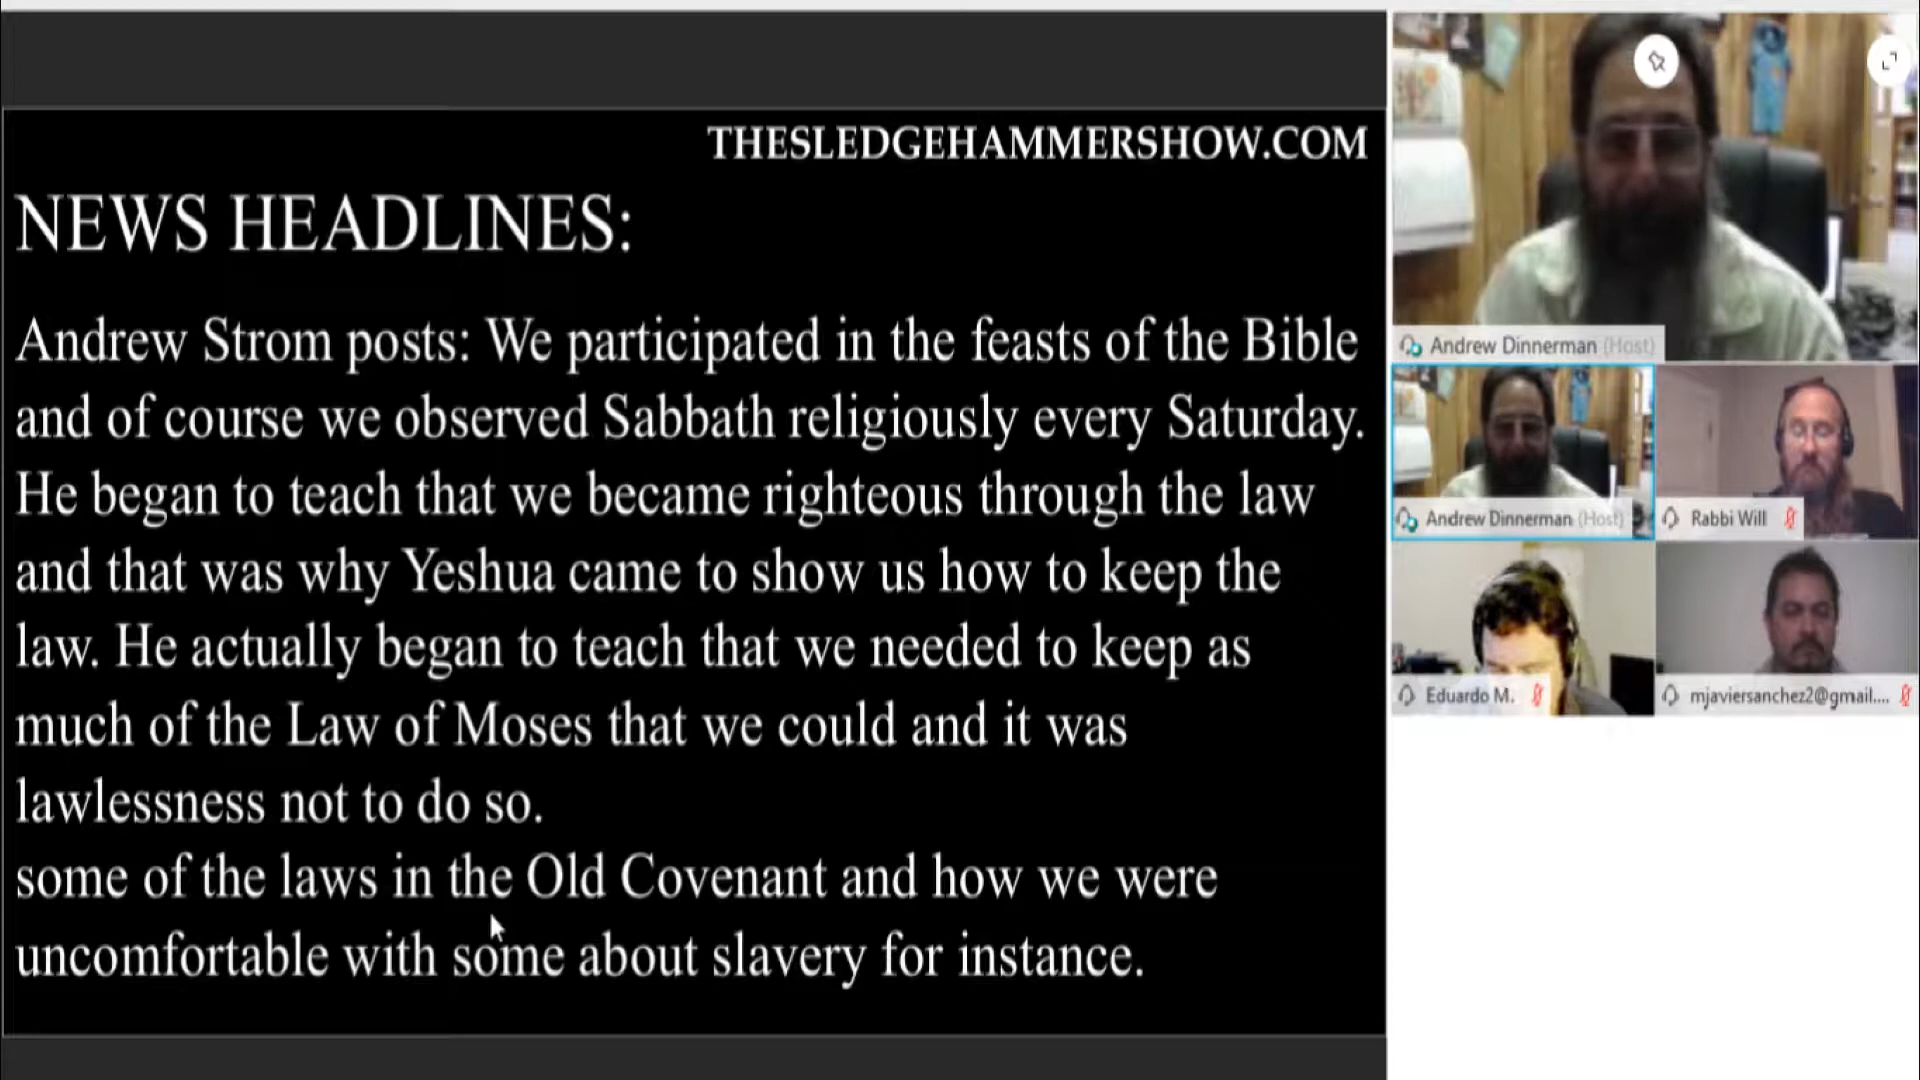 THESLEDGEHAMMERSHOW.COM
NEWS HEADLINES:
Andrew Strom posts: We participated in the feasts of the Bible
and of course we observed Sabbath religiously every Saturday.
He began to teach that we became righteous through the law
and that was why Yeshua came to show us how to keep the
law. He actually began to teach that we needed to keep as
much of the Law of Moses that we could and it was
lawlessness not to do so.
some of the laws in the Old Covenant and how we were
uncomfortable with some about slavery for instance.
Andrew Dinnerman (Host)
Andrew Dinnerman (Host)
Rabbi Will
Eduardo M.
mjaviersanchez2@gmail....